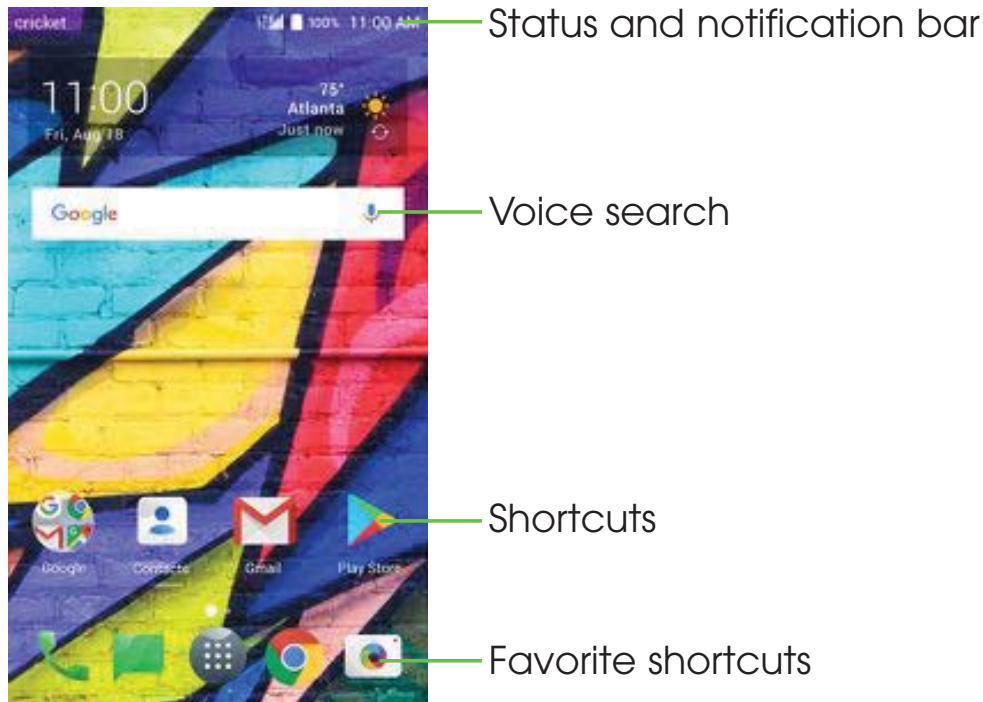 cricket 100% 11:00 AM
Status and notification bar
11:00
Fri, Aug 18
75°
Atlanta
Just now
Google
Voice search
Shortcuts
Google Contacts Gmail Play Store
Favorite shortcuts